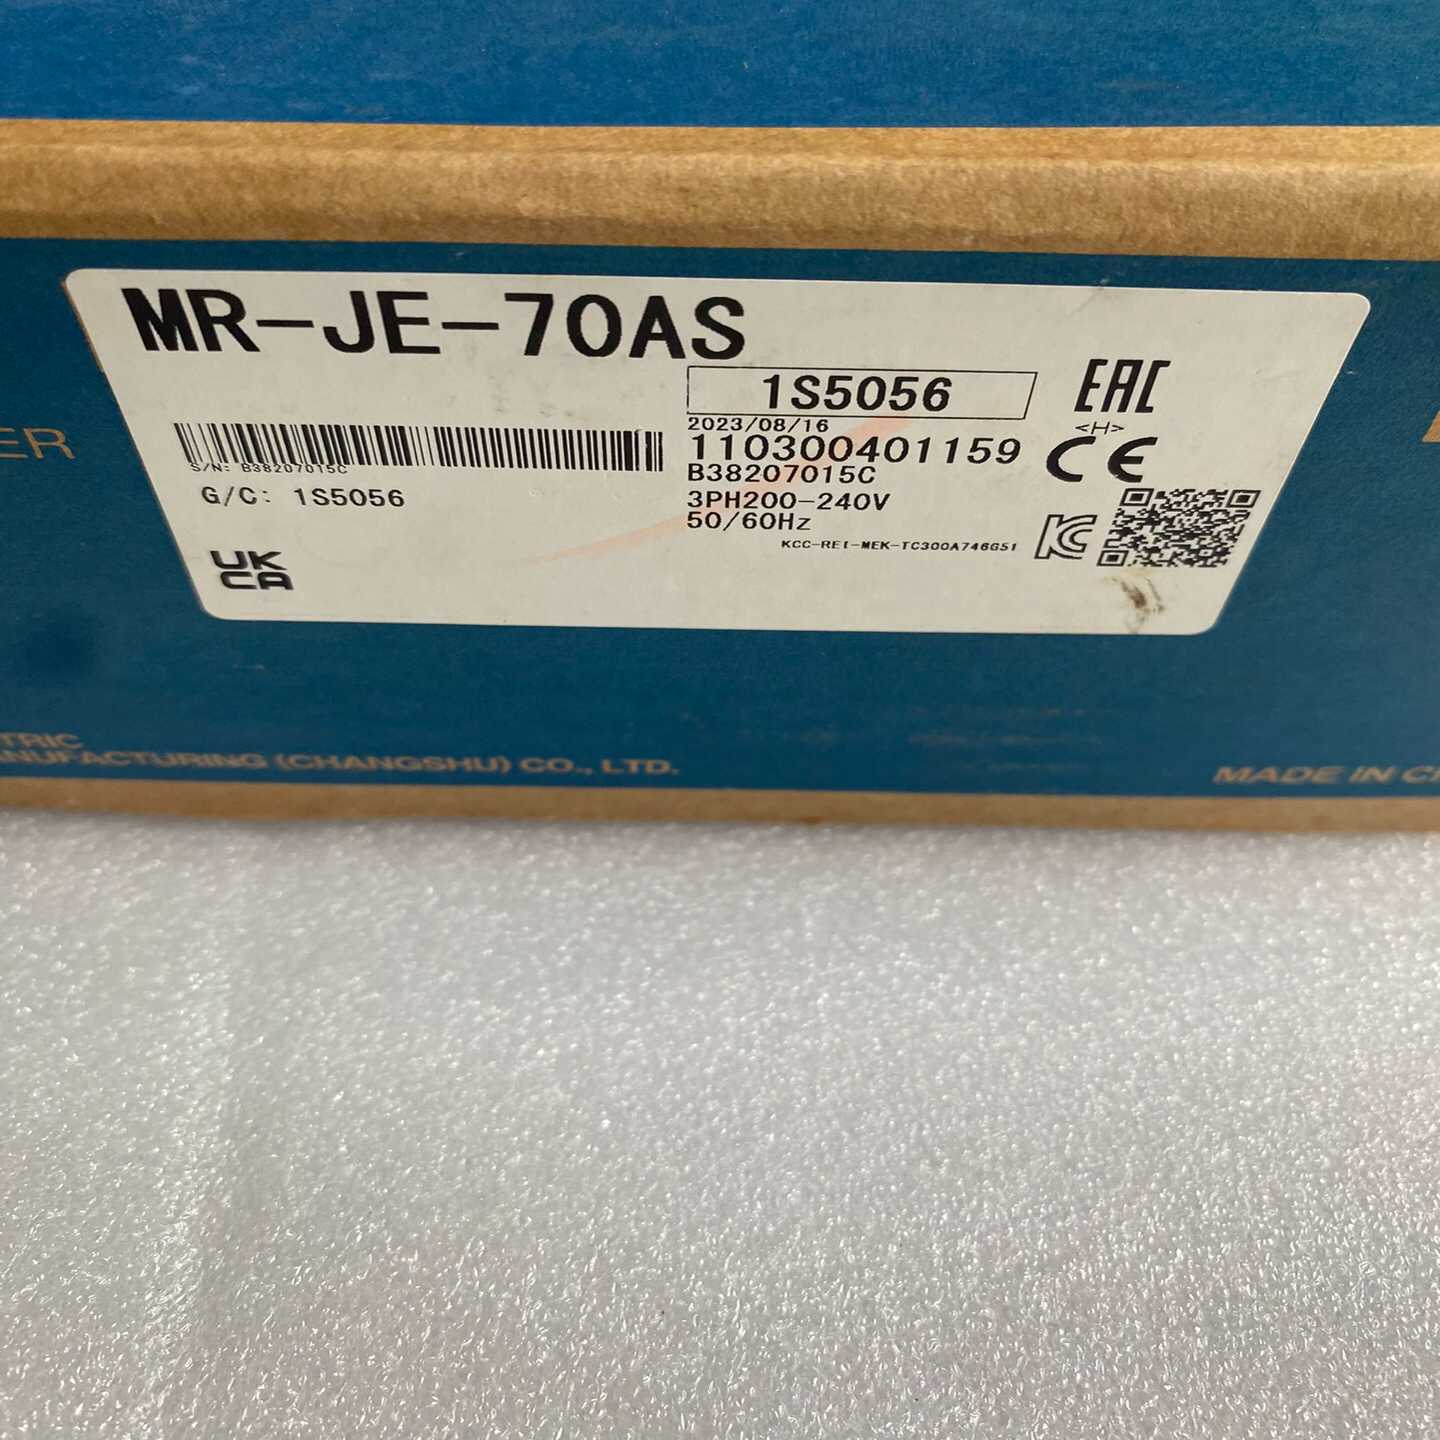 MR-JE-70AS
1S5056
EAC
2023/08/16
<H>
110300401159
CE
S/N: B38207015C
B38207015C
G/C: 1S5056
3PH200-240V
50/60Hz
KCC-REI-MEK-TC300A746G51
UK
CA
ER
TRIC
ANUFACTURING (CHANGSHU) CO., LTD.
MADE IN C